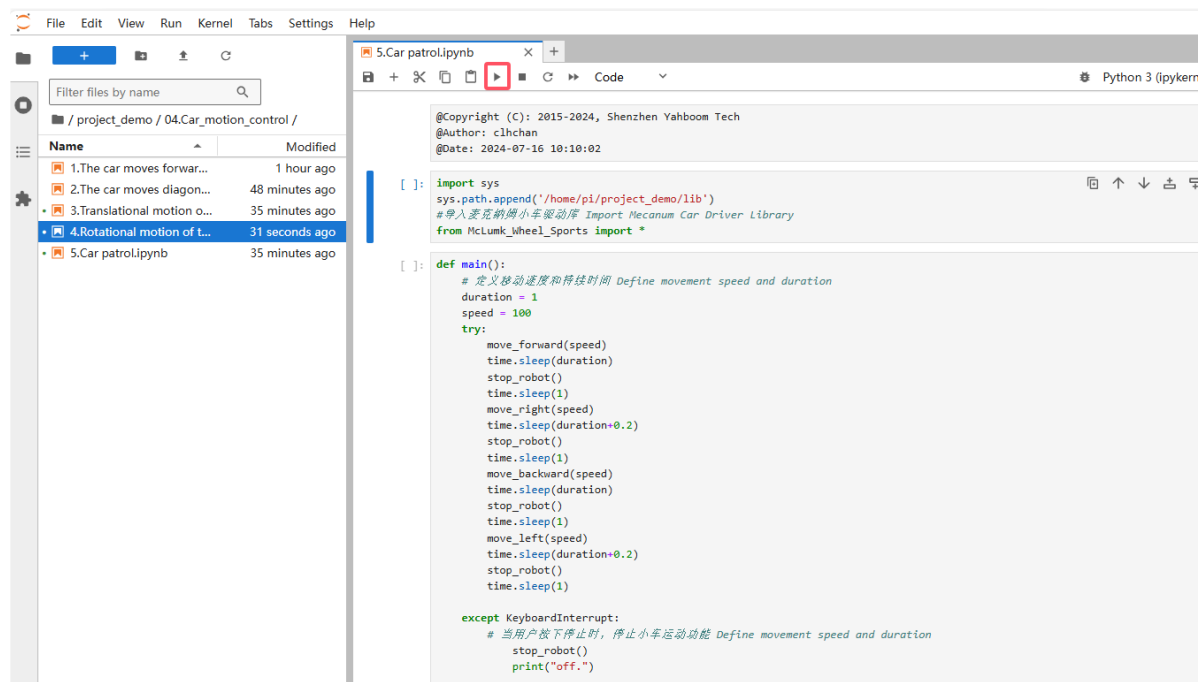 File Edit View Run Kernel Tabs Settings Help
+
Filter files by name
/ project_demo / 04.Car_motion_control /
Name Modified
1.The car moves forwar... 1 hour ago
2.The car moves diagon... 48 minutes ago
3.Translational motion o... 35 minutes ago
4.Rotational motion of t... 31 seconds ago
5.Car patrol.ipynb 35 minutes ago
5.Car patrol.ipynb
Code
Python 3 (ipykern
@Copyright (C): 2015-2024, Shenzhen Yahboom Tech
@Author: clhchan
@Date: 2024-07-16 10:10:02
[ ]: import sys
sys.path.append('/home/pi/project_demo/lib')
#导入麦克纳姆小车驱动库 Import Mecanum Car Driver Library
from McLumk_Wheel_Sports import *
[ ]: def main():
# 定义移动速度和持续时间 Define movement speed and duration
duration = 1
speed = 100
try:
move_forward(speed)
time.sleep(duration)
stop_robot()
time.sleep(1)
move_right(speed)
time.sleep(duration+0.2)
stop_robot()
time.sleep(1)
move_backward(speed)
time.sleep(duration)
stop_robot()
time.sleep(1)
move_left(speed)
time.sleep(duration+0.2)
stop_robot()
time.sleep(1)
except KeyboardInterrupt:
# 当用户按下停止时，停止小车运动功能 Define movement speed and duration
stop_robot()
print("off.")